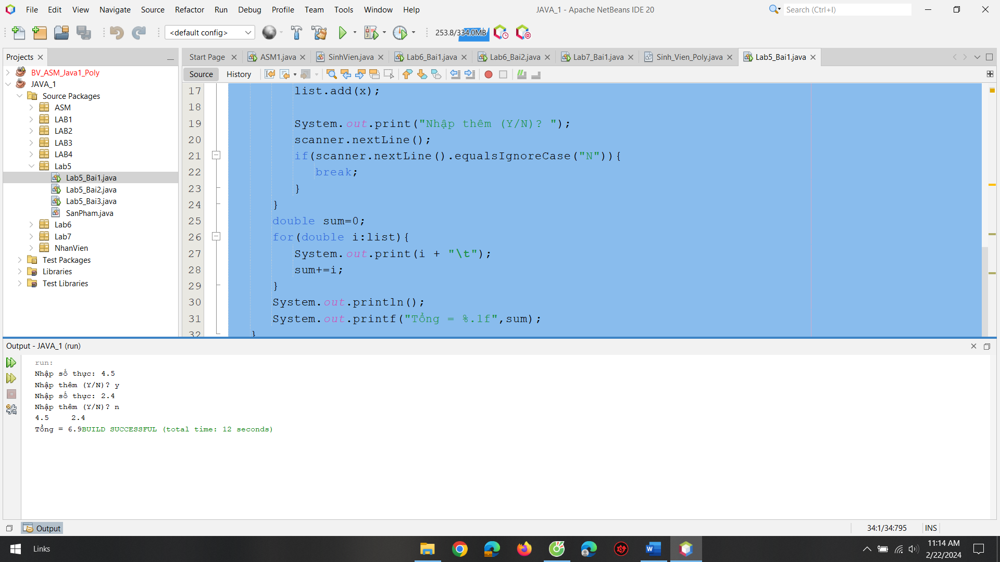 File Edit View Navigate Source Refactor Run Debug Profile Team Tools Window Help
JAVA_1 - Apache NetBeans IDE 20
Search (Ctrl+I)
<default config>
253.8/334.0MB
Projects
Start Page
ASM1.java
SinhVien.java
Lab6_Bai1.java
Lab6_Bai2.java
Lab7_Bai1.java
Sinh_Vien_Poly.java
Lab5_Bai1.java
Source History
BV_ASM_Java1_Poly
JAVA_1
Source Packages
ASM
LAB1
LAB2
LAB3
LAB4
Lab5
Lab5_Bai1.java
Lab5_Bai2.java
Lab5_Bai3.java
SanPham.java
Lab6
Lab7
NhanVien
Test Packages
Libraries
Test Libraries
17 list.add(x);
18
19 System.out.print("Nhập thêm (Y/N)? ");
20 scanner.nextLine();
21 if(scanner.nextLine().equalsIgnoreCase("N")){
22 break;
23 }
24 }
25 double sum=0;
26 for(double i:list){
27 System.out.print(i + "\t");
28 sum+=i;
29 }
30 System.out.println();
31 System.out.printf("Tổng = %.1f",sum);
32 }
Output - JAVA_1 (run)
run:
Nhập số thực: 4.5
Nhập thêm (Y/N)? y
Nhập số thực: 2.4
Nhập thêm (Y/N)? n
4.5 2.4
Tổng = 6.9BUILD SUCCESSFUL (total time: 12 seconds)
Output
34:1/34:795 INS
Links
11:14 AM
2/22/2024